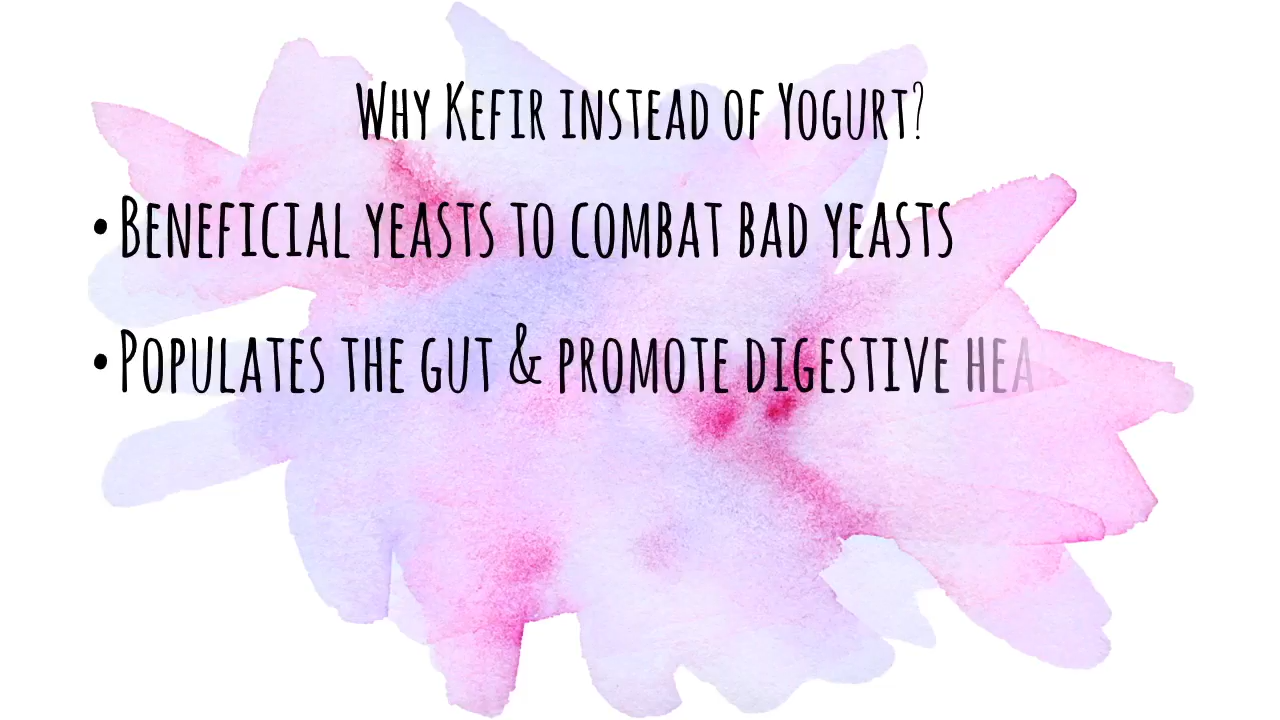 Why Kefir instead of Yogurt?
• Beneficial yeasts to combat bad yeasts
• Populates the gut & promote digestive hea